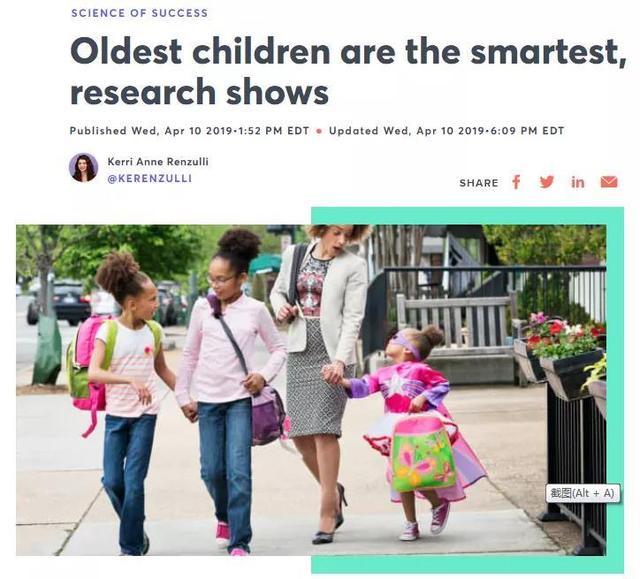 SCIENCE OF SUCCESS
Oldest children are the smartest,
research shows
Published Wed, Apr 10 2019•1:52 PM EDT • Updated Wed, Apr 10 2019•6:09 PM EDT
Kerri Anne Renzulli
@KERENZULLI
SHARE
截图(Alt + A)